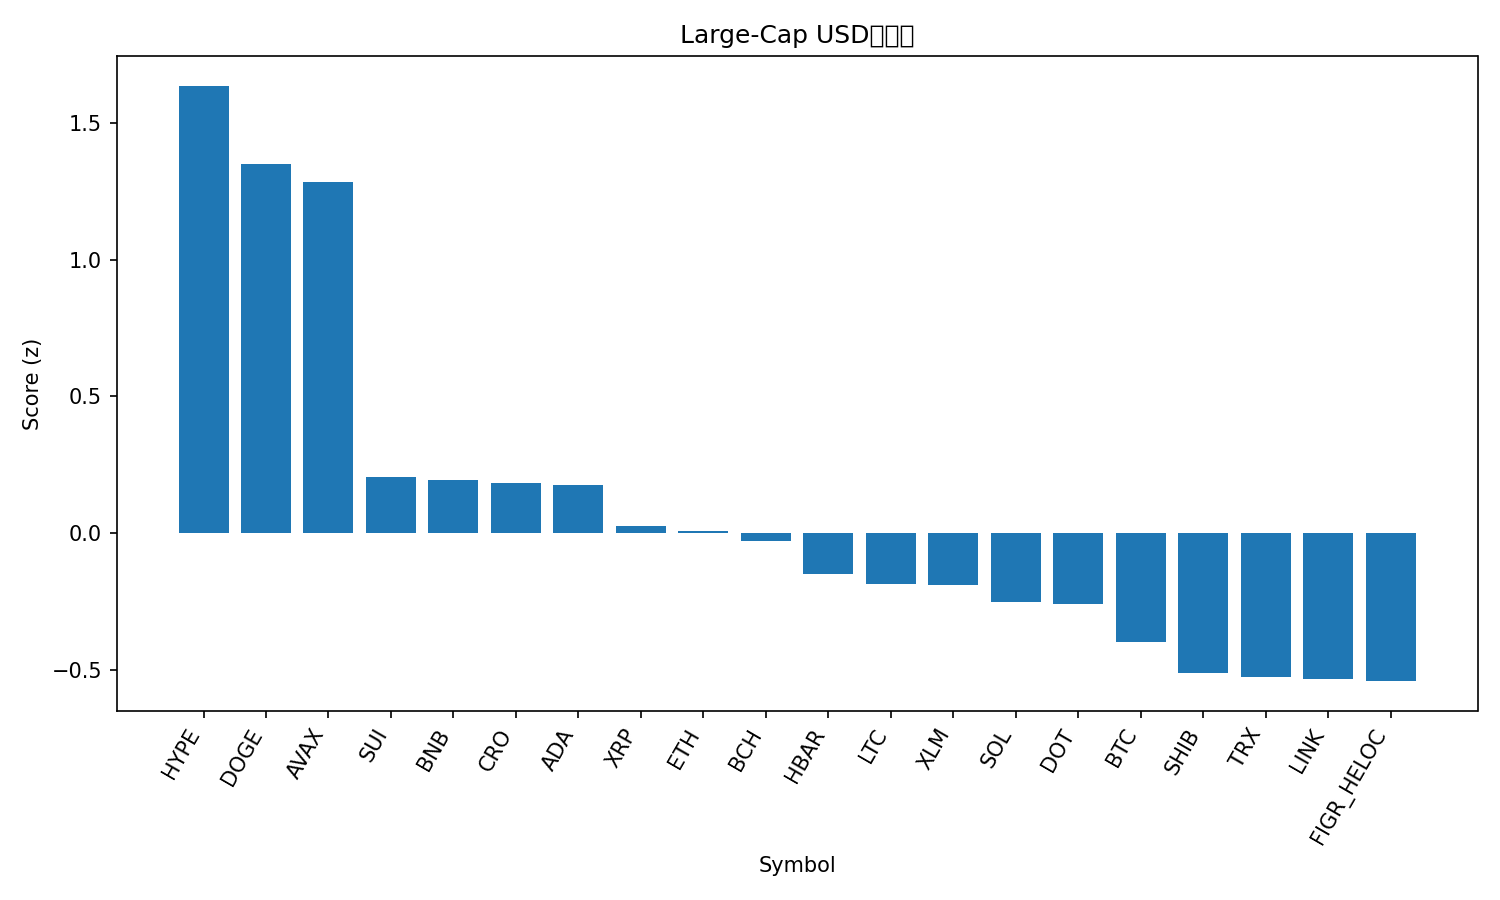 Large-Cap USD
Score (z)
1.5
1.0
0.5
0.0
−0.5
HYPE
DOGE
AVAX
SUI
BNB
CRO
ADA
XRP
ETH
BCH
HBAR
LTC
XLM
SOL
DOT
BTC
SHIB
TRX
LINK
FIGR_HELOC
Symbol